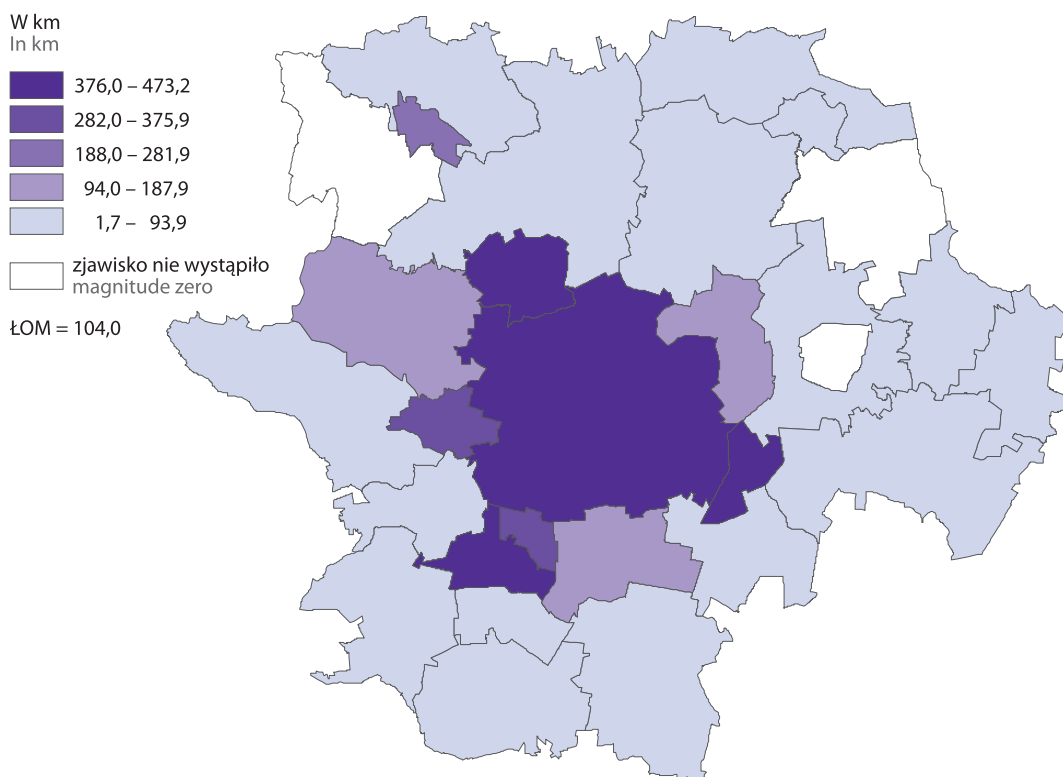 W km
In km
376,0 – 473,2
282,0 – 375,9
188,0 – 281,9
94,0 – 187,9
1,7 – 93,9
zjawisko nie wystąpiło
magnitude zero
ŁOM = 104,0